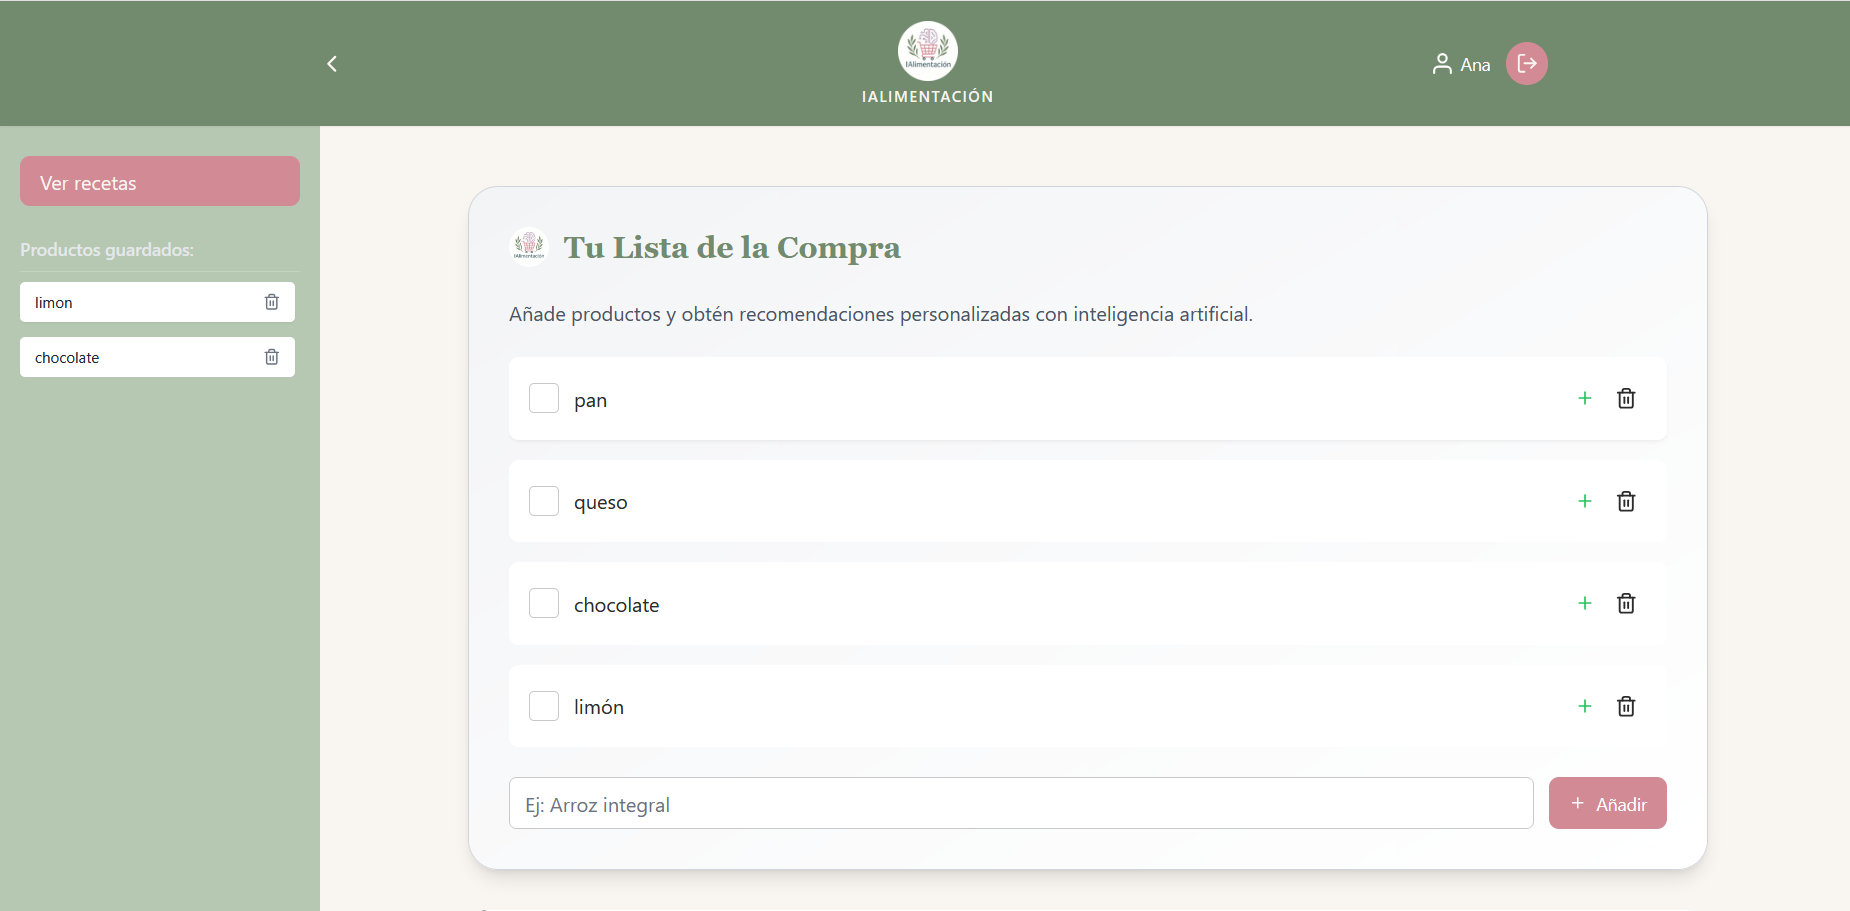 IAlimentación
IALIMENTACIÓN
Ana
Ver recetas
Productos guardados:
limon
chocolate
IAlimentación
Tu Lista de la Compra
Añade productos y obtén recomendaciones personalizadas con inteligencia artificial.
pan
queso
chocolate
limón
Ej: Arroz integral
+ Añadir